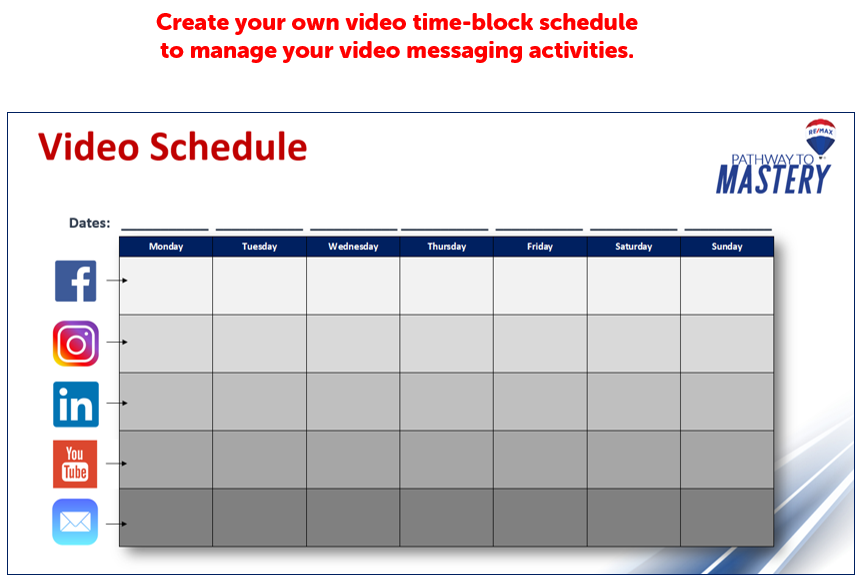 Create your own video time-block schedule
to manage your video messaging activities.
Video Schedule
RE/MAX
PATHWAY TO
MASTERY
Dates:
Monday Tuesday Wednesday Thursday Friday Saturday Sunday
f
in
You
Tube